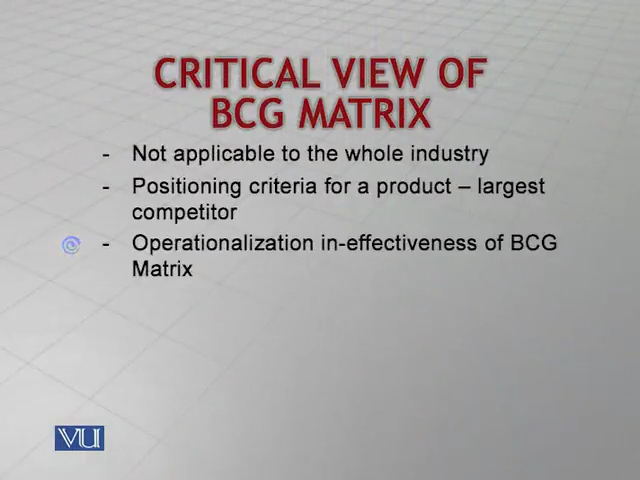 CRITICAL VIEW OF
BCG MATRIX
- Not applicable to the whole industry
- Positioning criteria for a product – largest
competitor
- Operationalization in-effectiveness of BCG
Matrix
VU